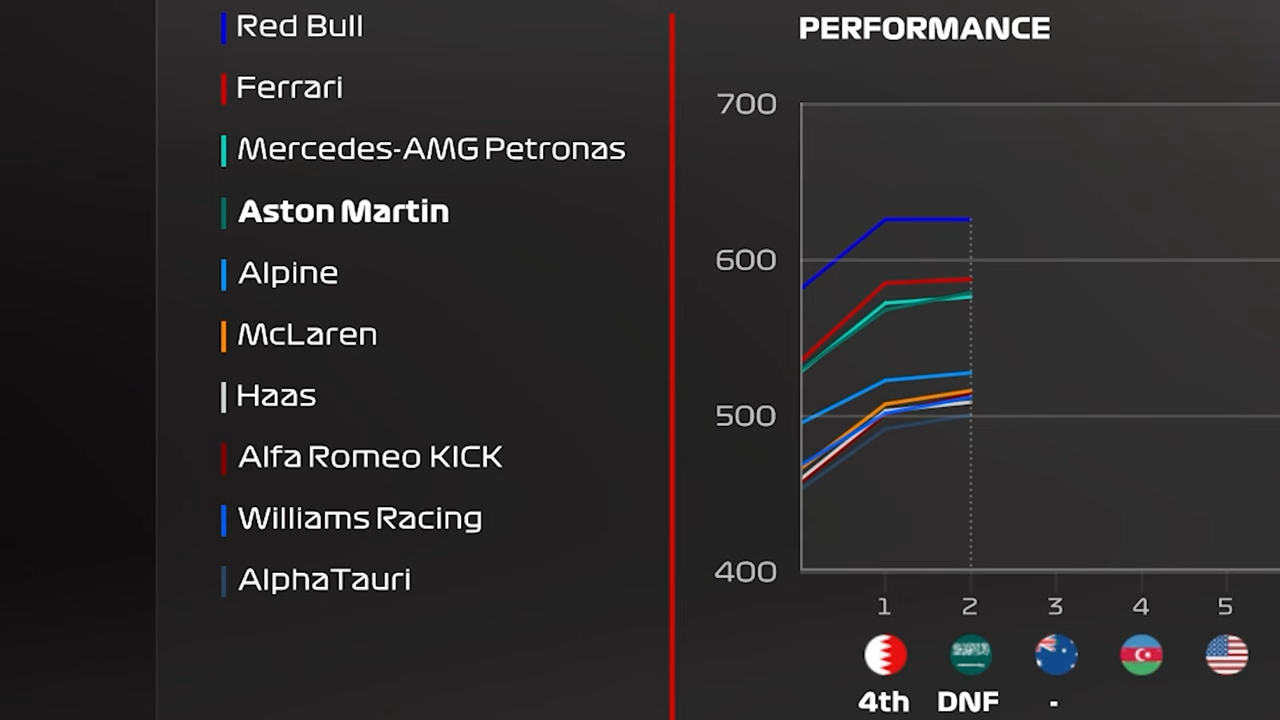 Red Bull
Ferrari
Mercedes-AMG Petronas
Aston Martin
Alpine
McLaren
Haas
Alfa Romeo KICK
Williams Racing
AlphaTauri
PERFORMANCE
700
600
500
400
1 2 3 4 5
4th DNF -